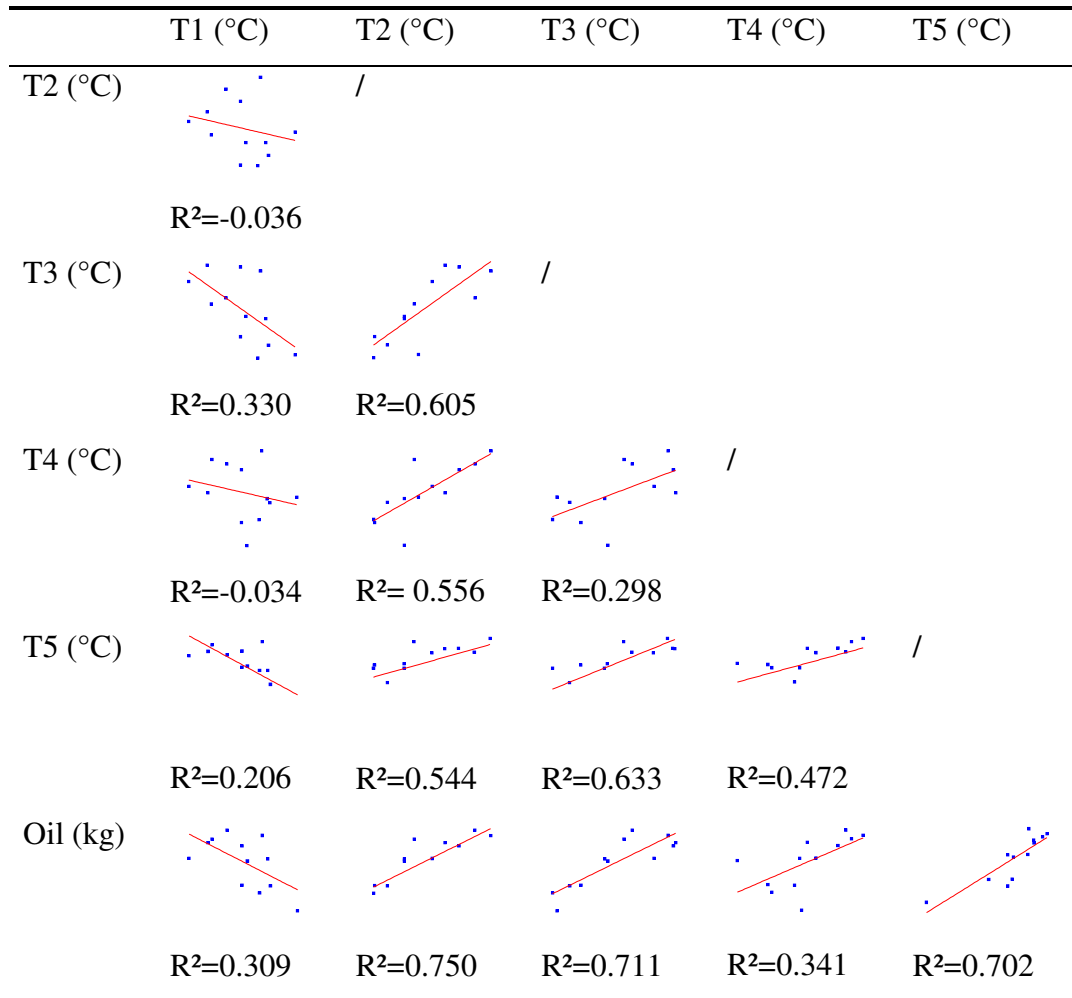 T1 (°C) T2 (°C) T3 (°C) T4 (°C) T5 (°C)
T2 (°C) /
R²=-0.036
T3 (°C) /
R²=0.330 R²=0.605
T4 (°C) /
R²=-0.034 R²= 0.556 R²=0.298
T5 (°C) /
R²=0.206 R²=0.544 R²=0.633 R²=0.472
Oil (kg)
R²=0.309 R²=0.750 R²=0.711 R²=0.341 R²=0.702